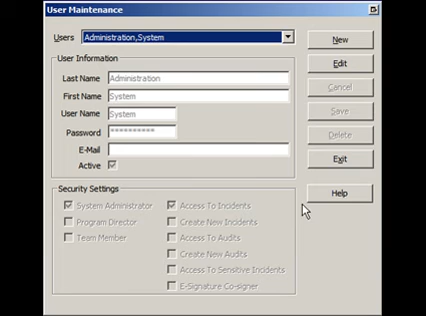 User Maintenance
Users Administration,System
New
User Information
Edit
Last Name Administration
Cancel
First Name System
User Name System
Save
Password **********
Delete
E-Mail
Active
Exit
Security Settings
Help
System Administrator Access To Incidents
Program Director Create New Incidents
Team Member Access To Audits
Create New Audits
Access To Sensitive Incidents
E-Signature Co-signer